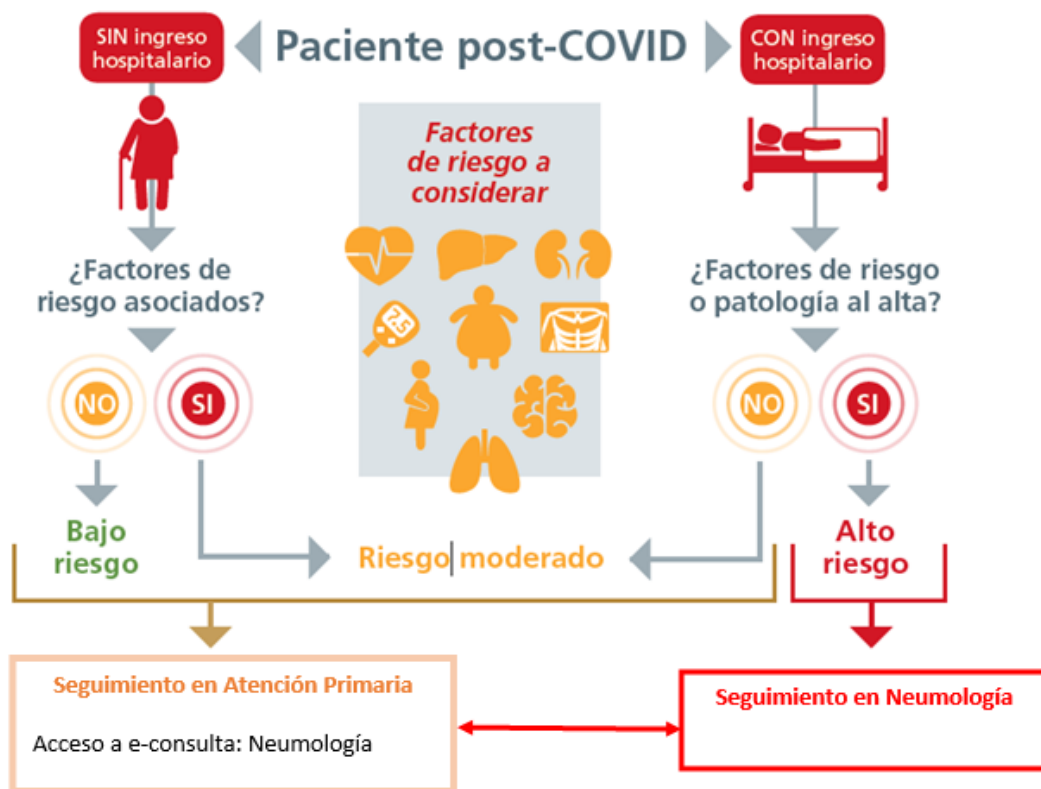 SIN ingreso
hospitalario
Paciente post-COVID
CON ingreso
hospitalario
Factores
de riesgo a
considerar
¿Factores de
riesgo asociados?
¿Factores de riesgo
o patología al alta?
7.5
NO
SI
NO
SI
Bajo
riesgo
Riesgo moderado
Alto
riesgo
Seguimiento en Atención Primaria
Acceso a e-consulta: Neumología
Seguimiento en Neumología